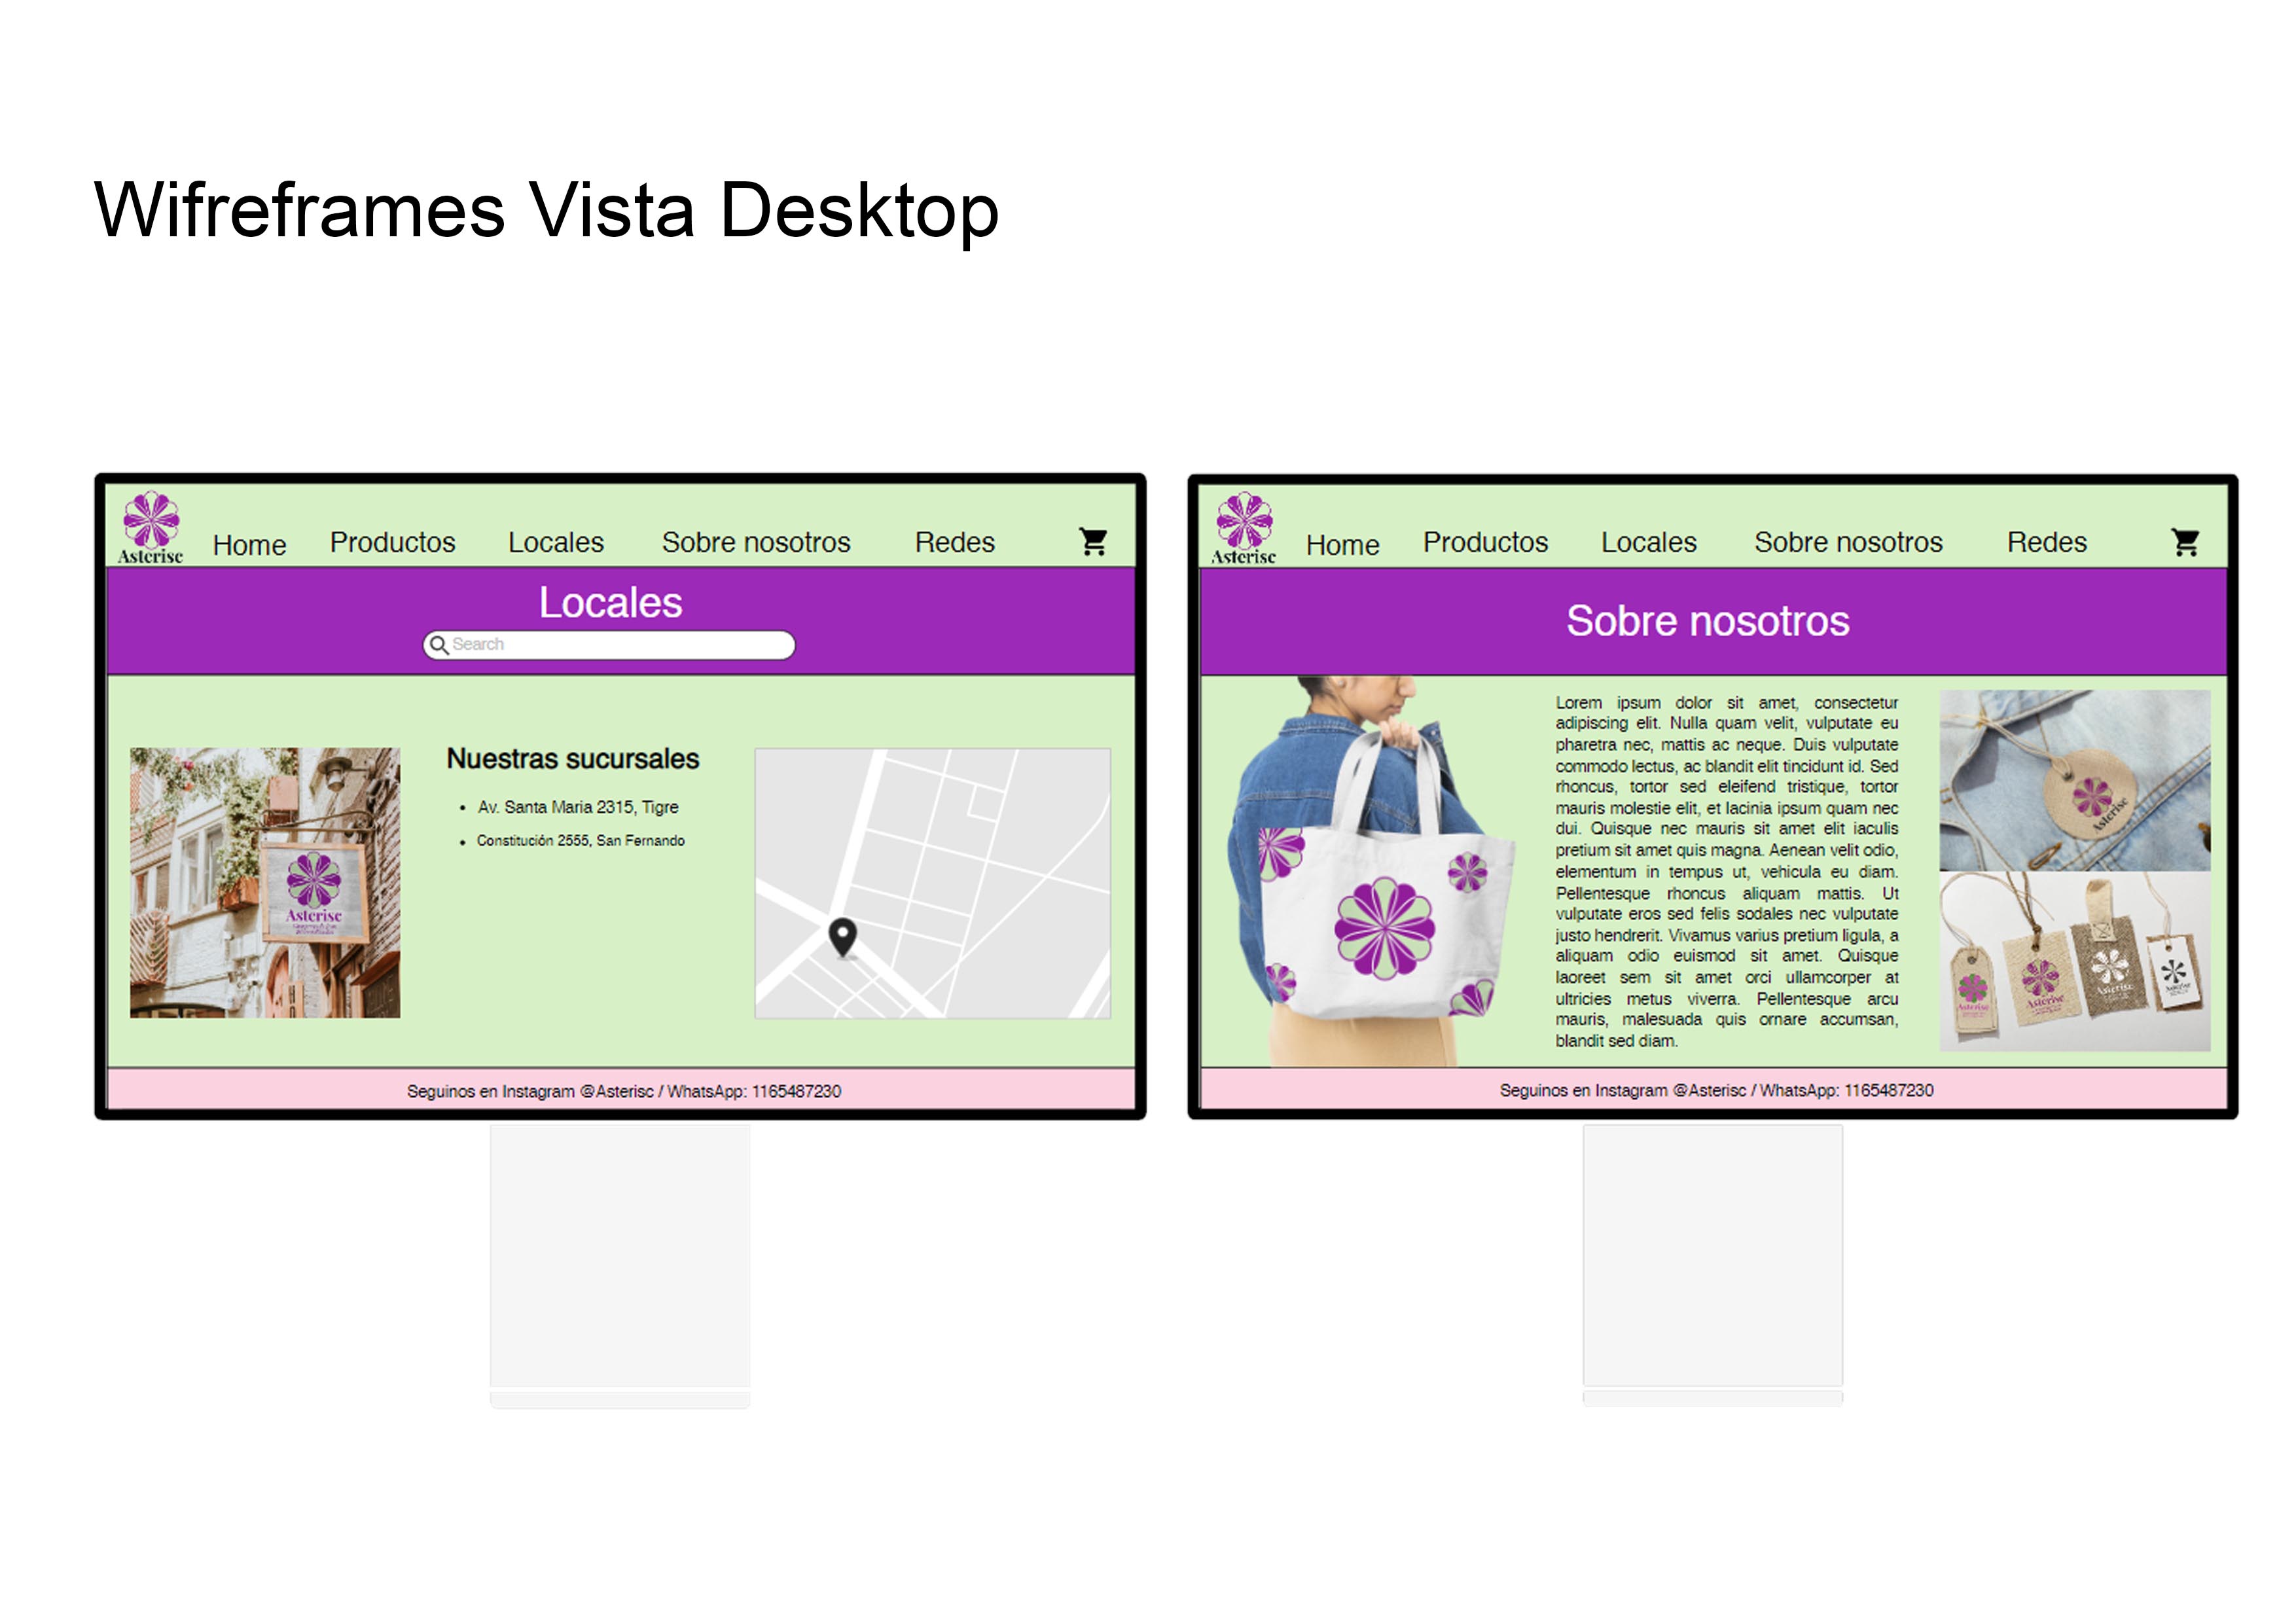 Wifreframes Vista Desktop
Asterisc
Home Productos Locales Sobre nosotros Redes
Locales
Search
Asterisc
Nuestras sucursales
• Av. Santa Maria 2315, Tigre
• Constitución 2555, San Fernando
Seguinos en Instagram @Asterisc / WhatsApp: 1165487230
Asterisc
Home Productos Locales Sobre nosotros Redes
Sobre nosotros
Lorem ipsum dolor sit amet, consectetur
adipiscing elit. Nulla quam velit, vulputate eu
pharetra nec, mattis ac neque. Duis vulputate
commodo lectus, ac blandit elit tincidunt id. Sed
rhoncus, tortor sed eleifend tristique, tortor
mauris molestie elit, et lacinia ipsum quam nec
dui. Quisque nec mauris sit amet elit iaculis
pretium sit amet quis magna. Aenean velit odio,
elementum in tempus ut, vehicula eu diam.
Pellentesque rhoncus aliquam mattis. Ut
vulputate eros sed felis sodales nec vulputate
justo hendrerit. Vivamus varius pretium ligula, a
aliquam odio euismod sit amet. Quisque
laoreet sem sit amet orci ullamcorper at
ultricies metus viverra. Pellentesque arcu
mauris, malesuada quis ornare accumsan,
blandit sed diam.
Asterisc
Asterisc
Asterisc
Asterisc
Asterisc
Seguinos en Instagram @Asterisc / WhatsApp: 1165487230